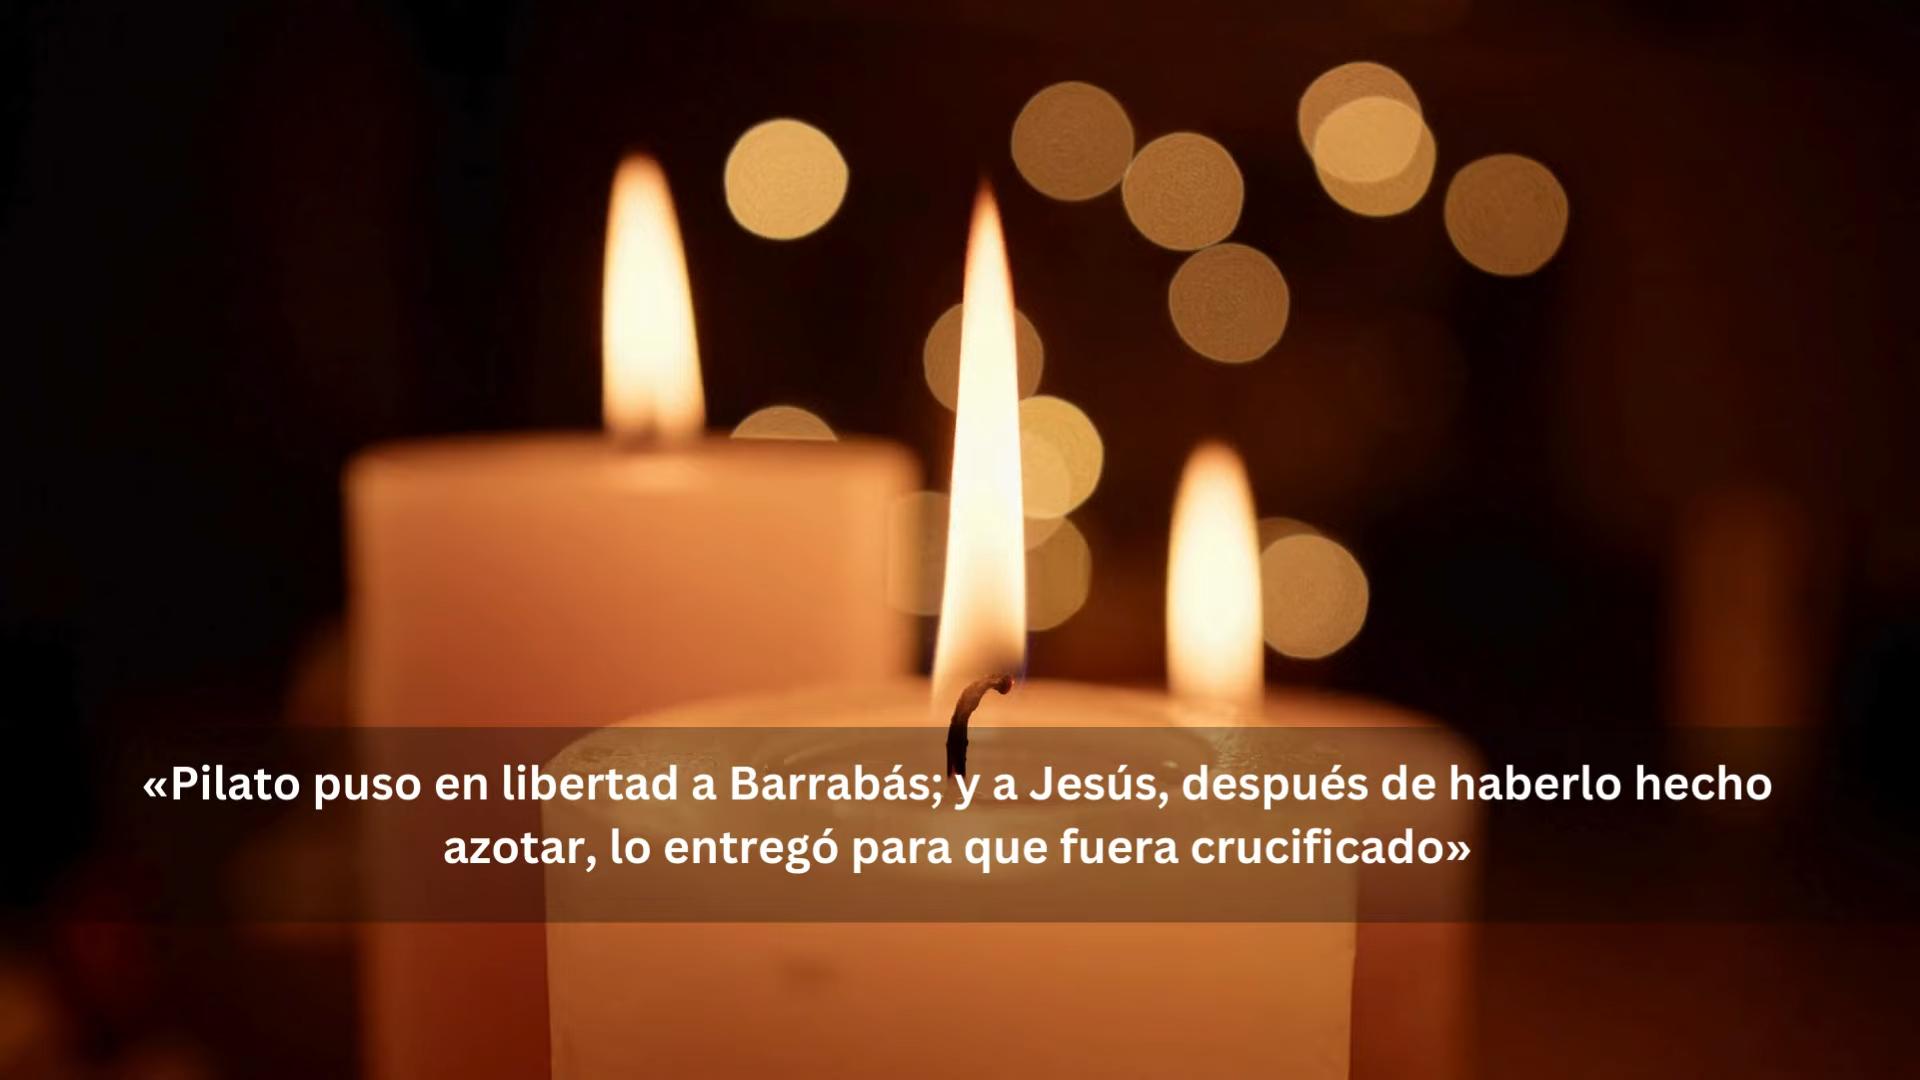 «Pilato puso en libertad a Barrabás; y a Jesús, después de haberlo hecho
azotar, lo entregó para que fuera crucificado»